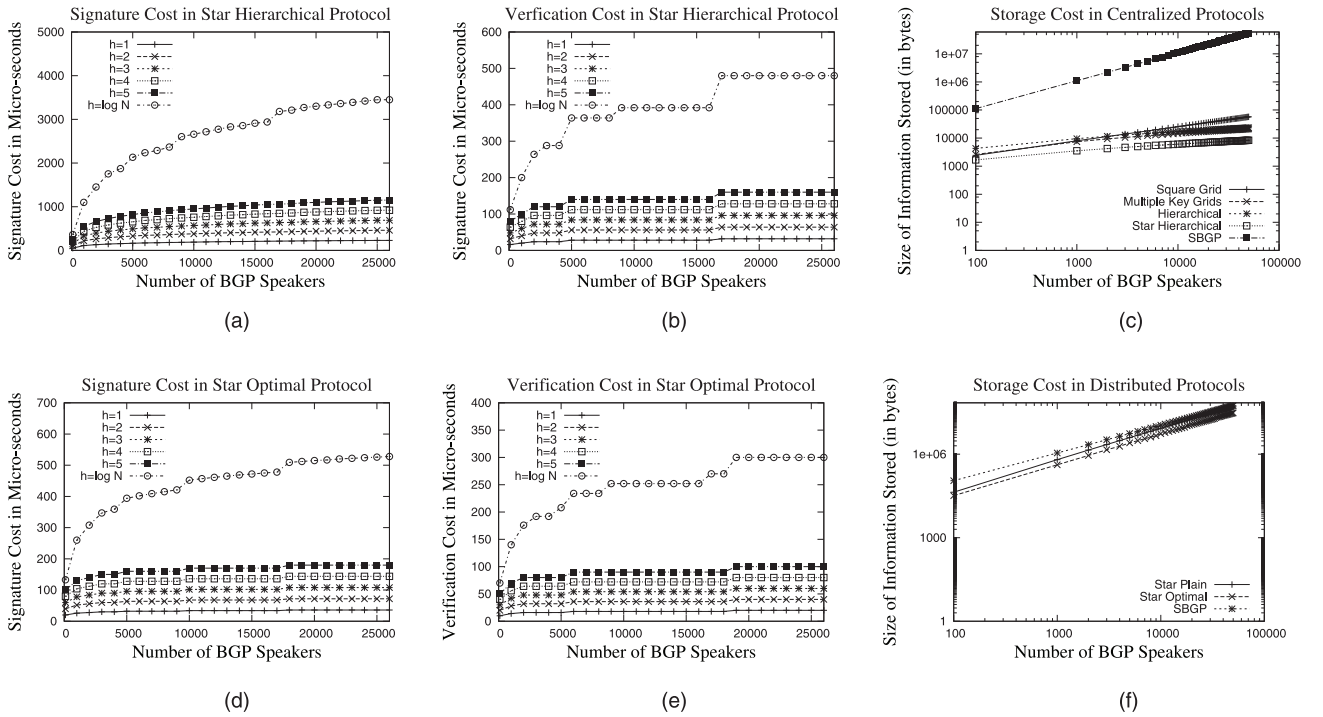 Signature Cost in Star Hierarchical Protocol
Signature Cost in Micro-seconds
5000
4000
3000
2000
1000
0
h=1
h=2
h=3
h=4
h=5
h=log N
0 5000 10000 15000 20000 25000
Number of BGP Speakers
(a)
Verfication Cost in Star Hierarchical Protocol
Signature Cost in Micro-seconds
600
500
400
300
200
100
0
h=1
h=2
h=3
h=4
h=5
h=log N
0 5000 10000 15000 20000 25000
Number of BGP Speakers
(b)
Storage Cost in Centralized Protocols
Size of Information Stored (in bytes)
1e+07
1e+06
100000
10000
1000
100
10
1
Square Grid
Multiple Key Grids
Hierarchical
Star Hierarchical
SBGP
100 1000 10000 100000
Number of BGP Speakers
(c)
Signature Cost in Star Optimal Protocol
Signature Cost in Micro-seconds
700
600
500
400
300
200
100
0
h=1
h=2
h=3
h=4
h=5
h=log N
0 5000 10000 15000 20000 25000
Number of BGP Speakers
(d)
Verification Cost in Star Optimal Protocol
Verification Cost in Micro-seconds
400
350
300
250
200
150
100
50
0
h=1
h=2
h=3
h=4
h=5
h=log N
0 5000 10000 15000 20000 25000
Number of BGP Speakers
(e)
Storage Cost in Distributed Protocols
Size of Information Stored (in bytes)
1e+06
1000
1
Star Plain
Star Optimal
SBGP
100 1000 10000 100000
Number of BGP Speakers
(f)